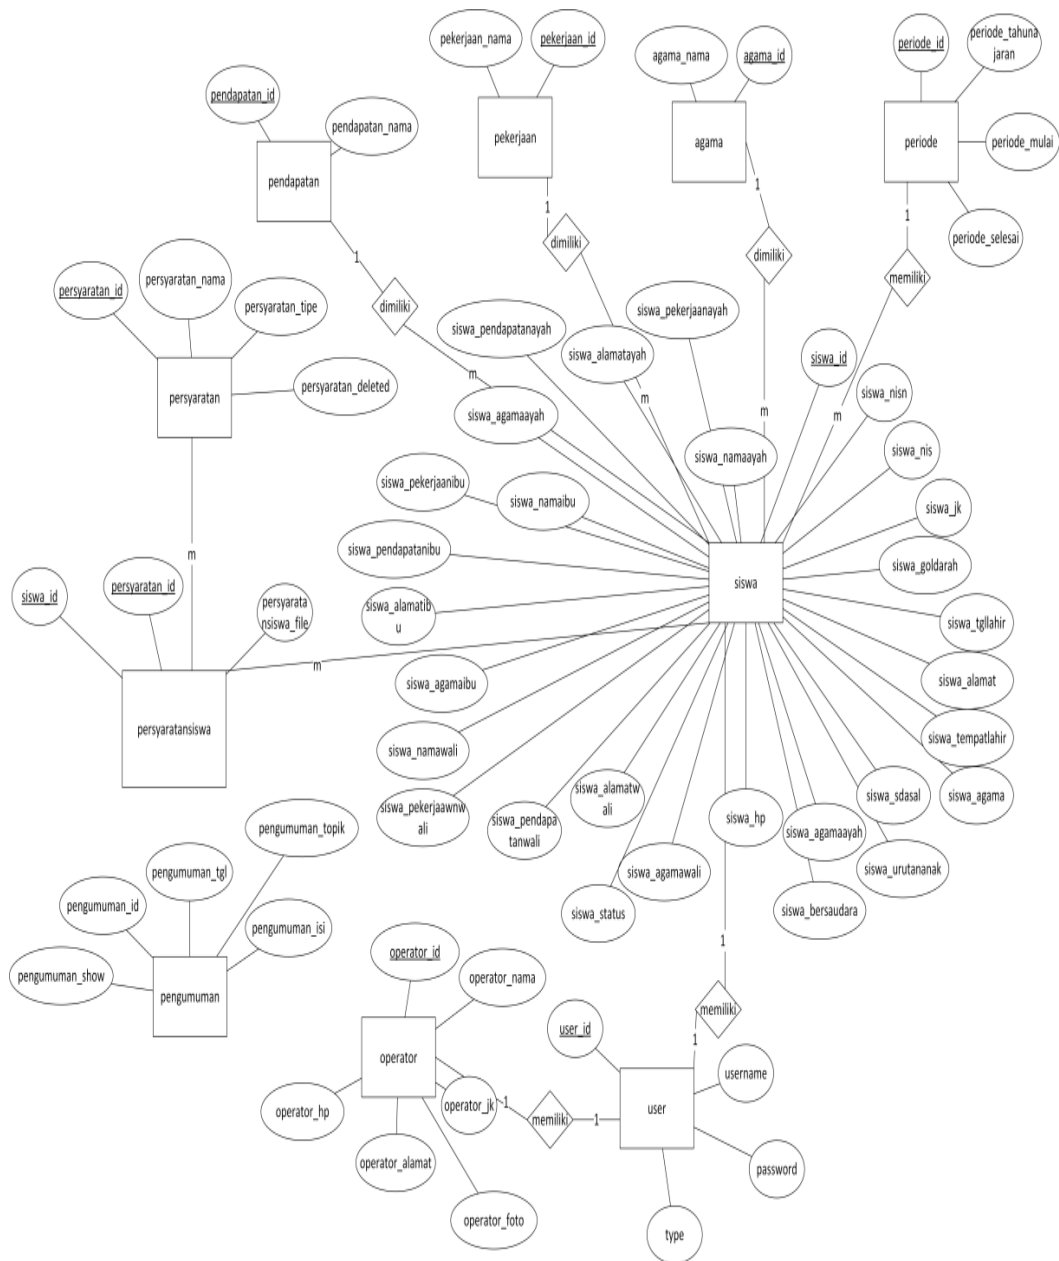 pekerjaan_nama
pekerjaan_id
agama_nama
agama_id
periode_id
periode_tahuna
jaran
pendapatan_id
pendapatan_nama
pekerjaan
agama
periode
periode_mulai
pendapatan
1
1
1
1
dimiliki
dimiliki
periode_selesai
persyaratan_nama
persyaratan_id
persyaratan_tipe
dimiliki
memiliki
siswa_pekerjaanayah
siswa_pendapatanayah
siswa_alamatayah
siswa_id
persyaratan
persyaratan_deleted
m
m
m
m
siswa_nisn
siswa_agamaayah
siswa_namaayah
siswa_nis
siswa_pekerjaanibu
siswa_namaibu
siswa_jk
siswa_pendapatanibu
siswa_goldarah
m
siswa
siswa_id
persyaratan_id
persyarata
nsiswa_file
siswa_alamatib
u
siswa_tgllahir
m
siswa_agamaibu
siswa_alamat
persyaratansiswa
siswa_namawali
siswa_tempatlahir
siswa_pekerjaawnw
ali
siswa_pendapa
tanwali
siswa_alamatw
ali
siswa_hp
siswa_sdasal
siswa_agama
siswa_agamaayah
siswa_urutananak
siswa_agamawali
siswa_status
siswa_bersaudara
pengumuman_topik
pengumuman_tgl
pengumuman_id
pengumuman_isi
pengumuman_show
pengumuman
1
operator_id
operator_nama
operator
memiliki
user_id
1
username
operator_hp
operator_jk
1
memiliki
1
user
operator_alamat
password
operator_foto
type